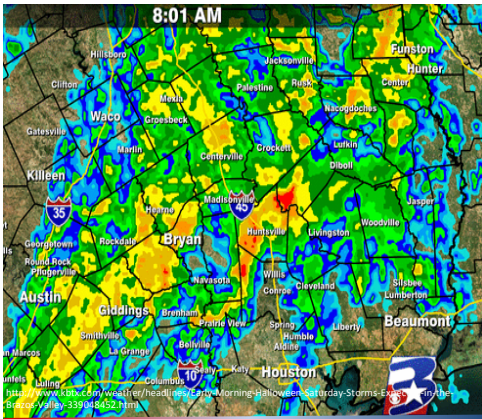 8:01 AM
Funston
Hillsboro
Jacksonville
Hunter
Clifton
Palestine
Rusk
Center
Mexia
Nacogdoches
Waco
Groesbeck
Gatesville
Marlin
Centerville
Crockett
Lufkin
Diboll
Killeen
35
Madisonville
45
Jasper
Hearne
Woodville
Georgetown
Rockdale
Bryan
Huntsville
Livingston
Round Rock
Pflugerville
Navasota
Willis
Silsbee
Austin
Conroe
Cleveland
Lumberton
Giddings
Brenham
Prairie View
Spring
Liberty
Beaumont
Smithville
Humble
La Grange
Bellville
Aldine
an Marcos
10
Sealy
Katy
Houston
Luling
Columbus
http://www.kbtx.com/weather/headlines/Early-Morning-Halloween-Saturday-Storms-Expec
-in-the-
Brazos-Valley-339048452.html